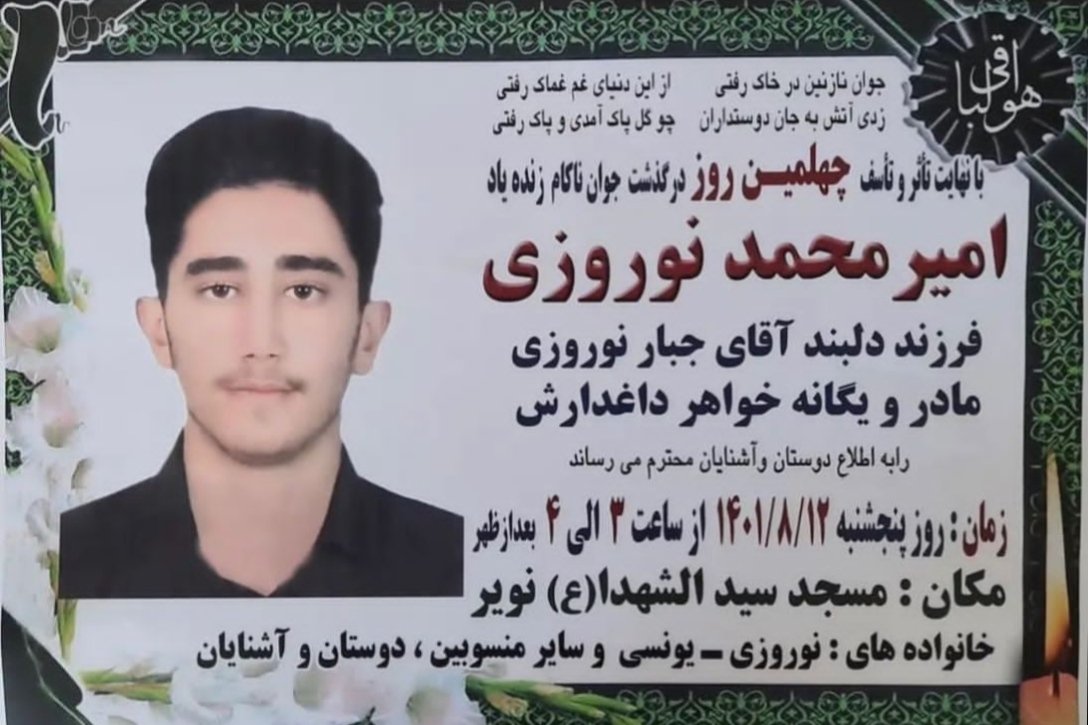 هوالباقی
جوان نازنین در خاک رفتی از این دنیای غم غمناک رفتی
زدی آتش به جان دوستداران چو گل پاک آمدی و پاک رفتی
با نهایت تأثر و تأسف چهلمین روز درگذشت جوان ناکام زنده یاد
امیرمحمد نوروزی
فرزند دلبند آقای جبار نوروزی
مادر و یگانه خواهر داغدارش
رابه اطلاع دوستان وآشنایان محترم می رساند
زمان : روز پنجشنبه ۱۴۰۱/۸/۱۲ از ساعت ۳ الی ۴ بعدازظهر
مکان : مسجد سید الشهدا(ع) نویر
خانواده های : نوروزی ـ یونسی و سایر منسوبین ، دوستان و آشنایان